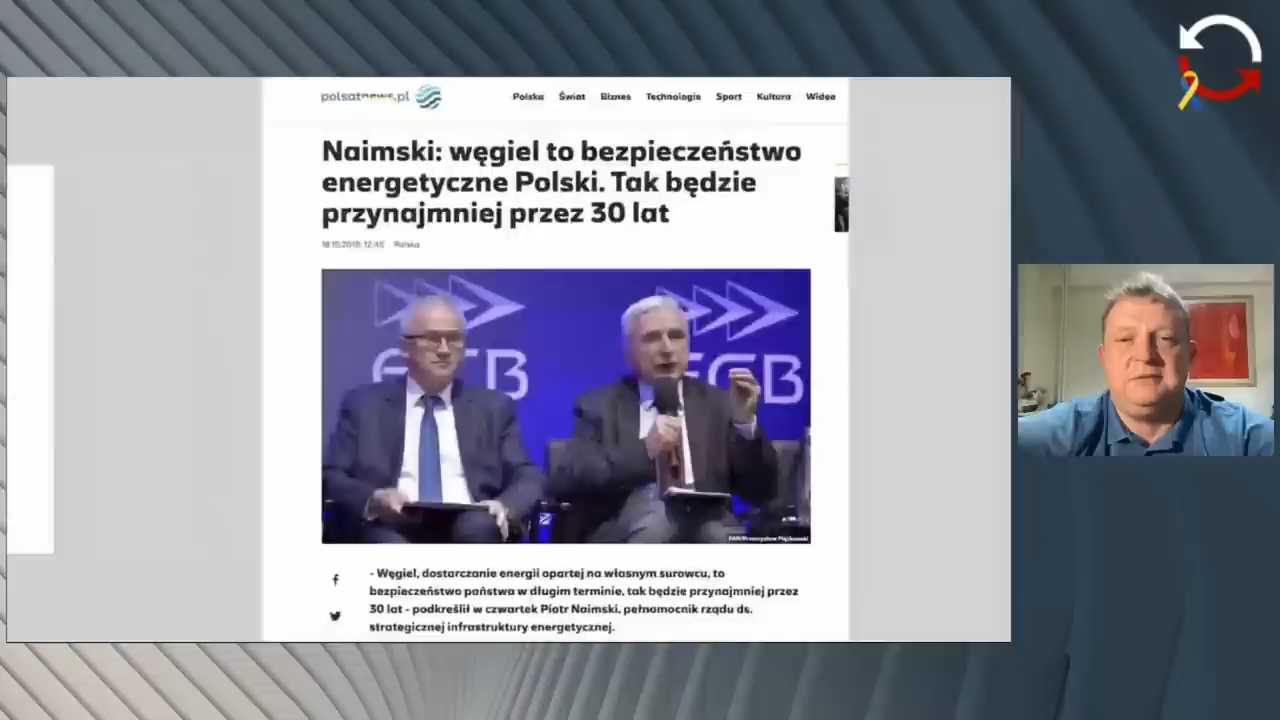 polsatnews.pl
Polska Świat Biznes Technologie Sport Kultura Wideo
Naimski: węgiel to bezpieczeństwo
energetyczne Polski. Tak będzie
przynajmniej przez 30 lat
Polska
EGB
- Węgiel, dostarczanie energii opartej na własnym surowcu, to
bezpieczeństwo państwa w długim terminie, tak będzie przynajmniej przez
30 lat - podkreślił w czwartek Piotr Naimski, pełnomocnik rządu ds.
strategicznej infrastruktury energetycznej.